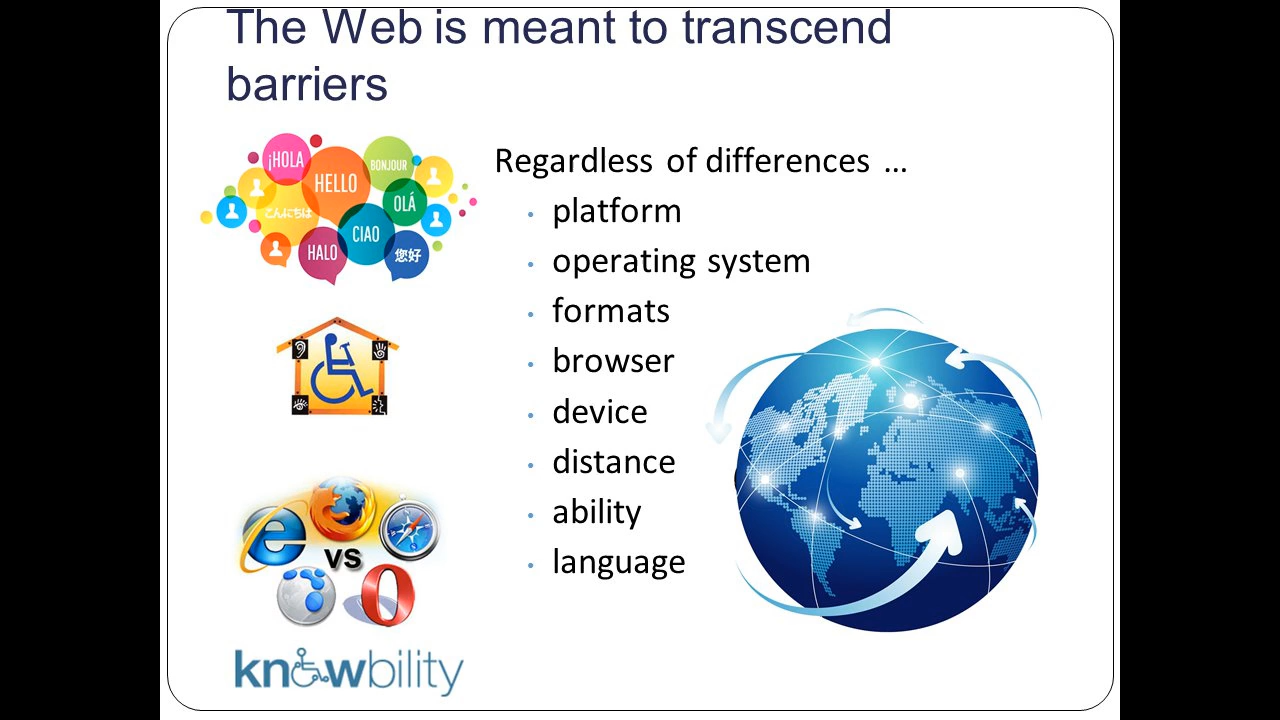 The Web is meant to transcend
barriers
¡HOLA
HELLO
BONJOUR
こんにちは
OLÁ
CIAO
HALO
您好
Regardless of differences …
• platform
• operating system
• formats
• browser
• device
• distance
• ability
• language
VS
knowbility